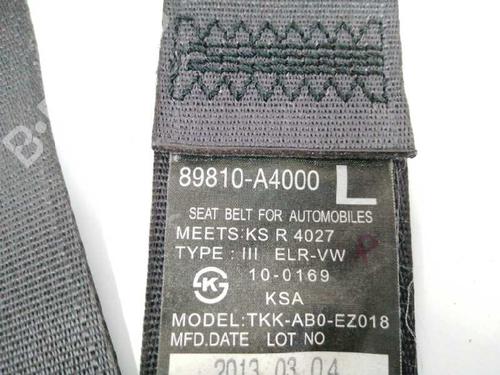 89810-A4000 L
SEAT BELT FOR AUTOMOBILES
MEETS:KS R 4027
TYPE : III ELR-VW
10-0169
KSA
MODEL:TKK-AB0-EZ018
MFD.DATE LOT NO
2013.03.04